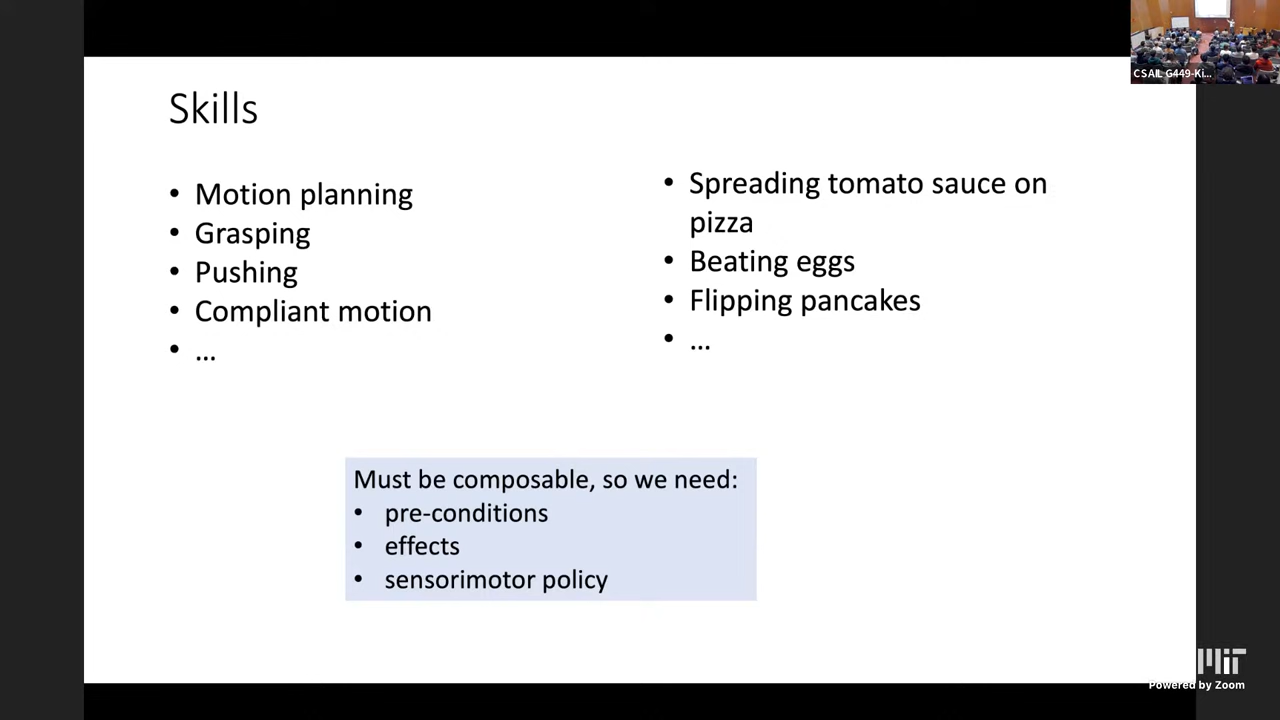 CSAIL G449-Ki...
Skills
• Motion planning
• Grasping
• Pushing
• Compliant motion
• ...
• Spreading tomato sauce on
pizza
• Beating eggs
• Flipping pancakes
• ...
Must be composable, so we need:
• pre-conditions
• effects
• sensorimotor policy
MIT
Powered by Zoom